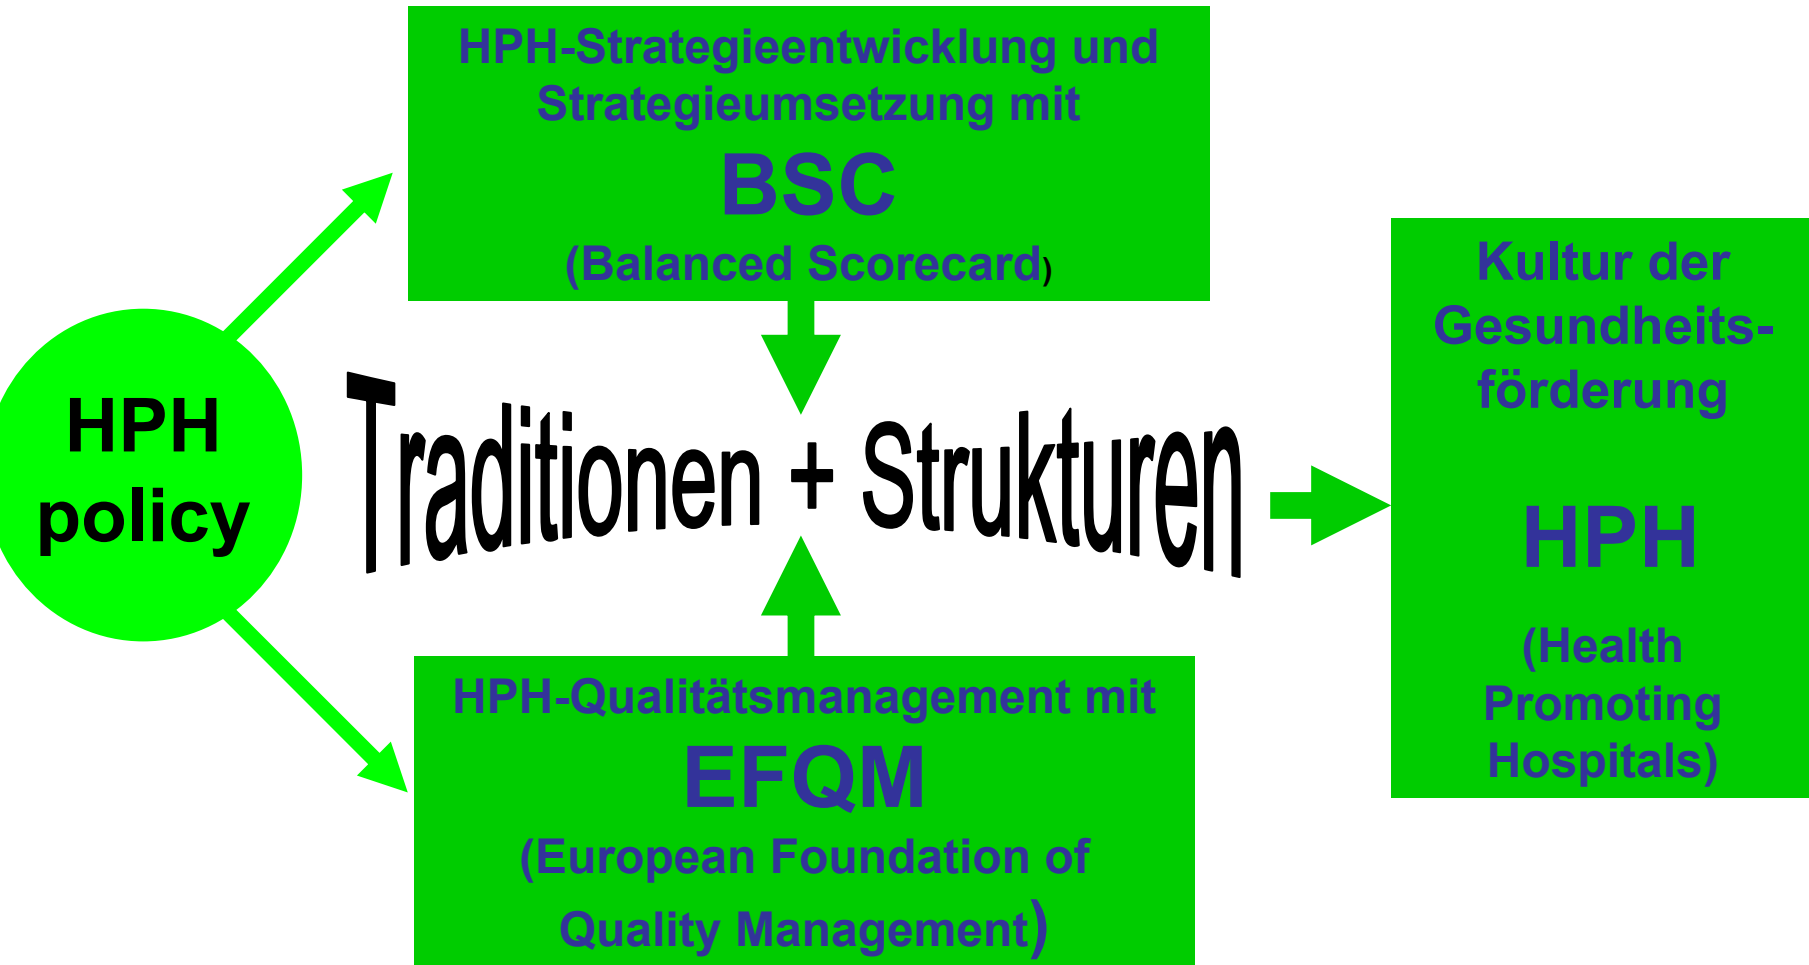 HPH-Strategieentwicklung und
Strategieumsetzung mit
BSC
(Balanced Scorecard)
HPH
policy
Traditionen + Strukturen
HPH-Qualitätsmanagement mit
EFQM
(European Foundation of
Quality Management)
Kultur der
Gesundheits-
förderung
HPH
(Health
Promoting
Hospitals)